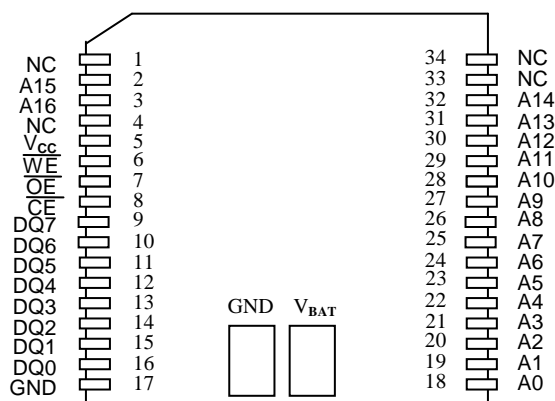 NC 1 34 NC
A15 2 33 NC
A16 3 32 A14
NC 4 31 A13
VCC 5 30 A12
WE 6 29 A11
OE 7 28 A10
CE 8 27 A9
DQ7 9 26 A8
DQ6 10 25 A7
DQ5 11 24 A6
DQ4 12 23 A5
DQ3 13 22 A4
DQ2 14 21 A3
DQ1 15 20 A2
DQ0 16 19 A1
GND 17 18 A0
GND VBAT